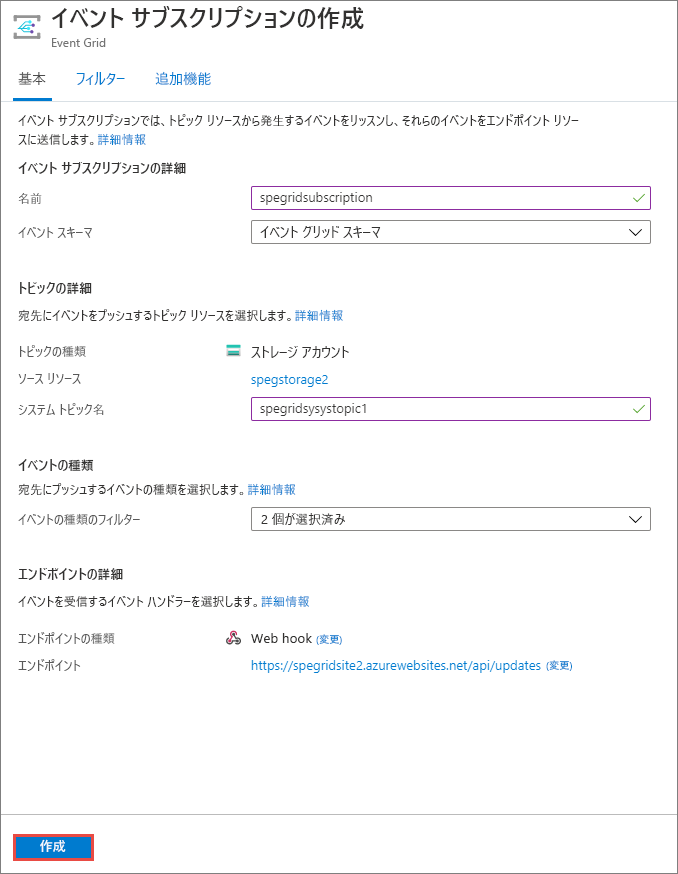 イベント サブスクリプションの作成
Event Grid
基本 フィルター 追加機能
イベント サブスクリプションでは、トピック リソースから発生するイベントをリッスンし、それらのイベントをエンドポイント リソー
スに送信します。詳細情報
イベント サブスクリプションの詳細
名前 spegridsubscription
イベント スキーマ イベント グリッド スキーマ
トピックの詳細
宛先にイベントをプッシュするトピック リソースを選択します。詳細情報
トピックの種類 ストレージ アカウント
ソース リソース spegstorage2
システム トピック名 spegridsysystopic1
イベントの種類
宛先にプッシュするイベントの種類を選択します。詳細情報
イベントの種類のフィルター 2 個が選択済み
エンドポイントの詳細
イベントを受信するイベント ハンドラーを選択します。詳細情報
エンドポイントの種類 Web hook (変更)
エンドポイント https://spegridsite2.azurewebsites.net/api/updates (変更)
作成